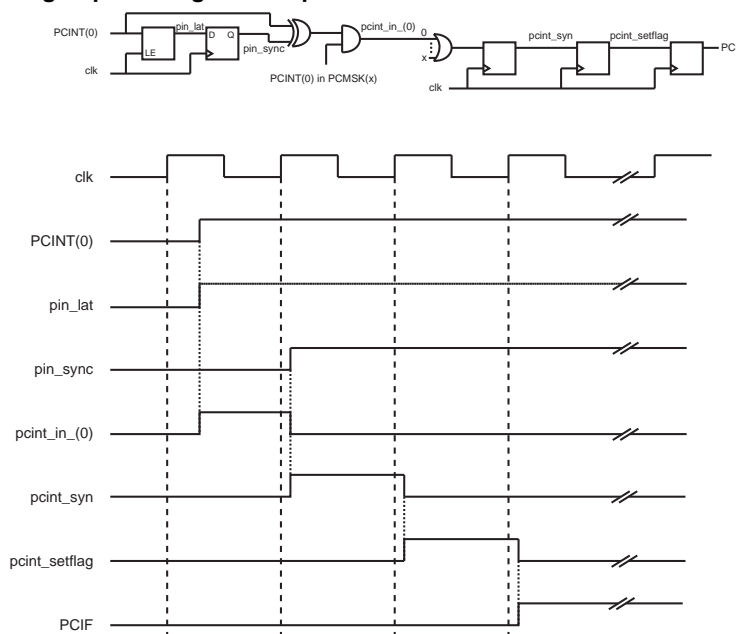 PCINT(0)
clk
LE
pin_lat
D Q
pin_sync
PCINT(0) in PCMSK(x)
pcint_in_(0)
0
x
clk
pcint_syn
pcint_setflag
PC
clk
PCINT(0)
pin_lat
pin_sync
pcint_in_(0)
pcint_syn
pcint_setflag
PCIF